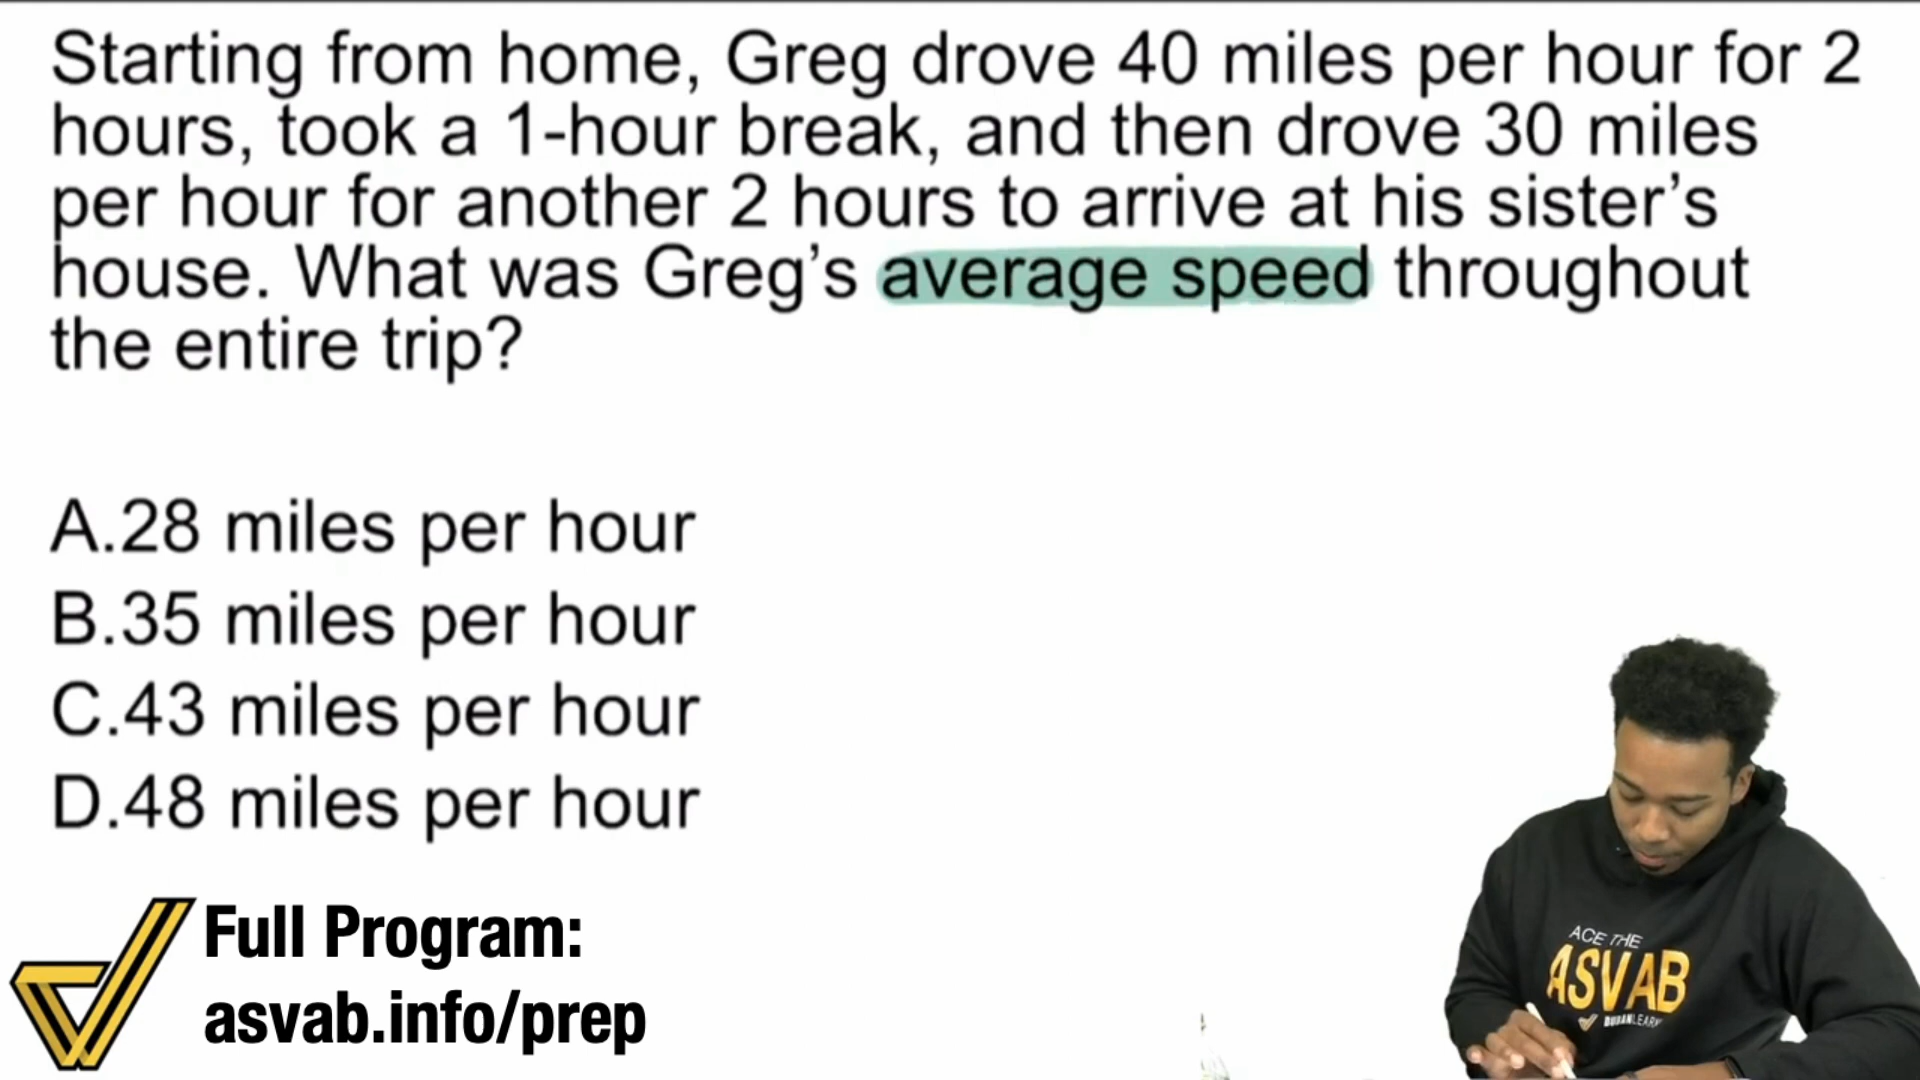 Starting from home, Greg drove 40 miles per hour for 2
hours, took a 1-hour break, and then drove 30 miles
per hour for another 2 hours to arrive at his sister’s
house. What was Greg’s average speed throughout
the entire trip?
A.28 miles per hour
B.35 miles per hour
C.43 miles per hour
D.48 miles per hour
Full Program:
asvab.info/prep
ACE THE
ASVAB